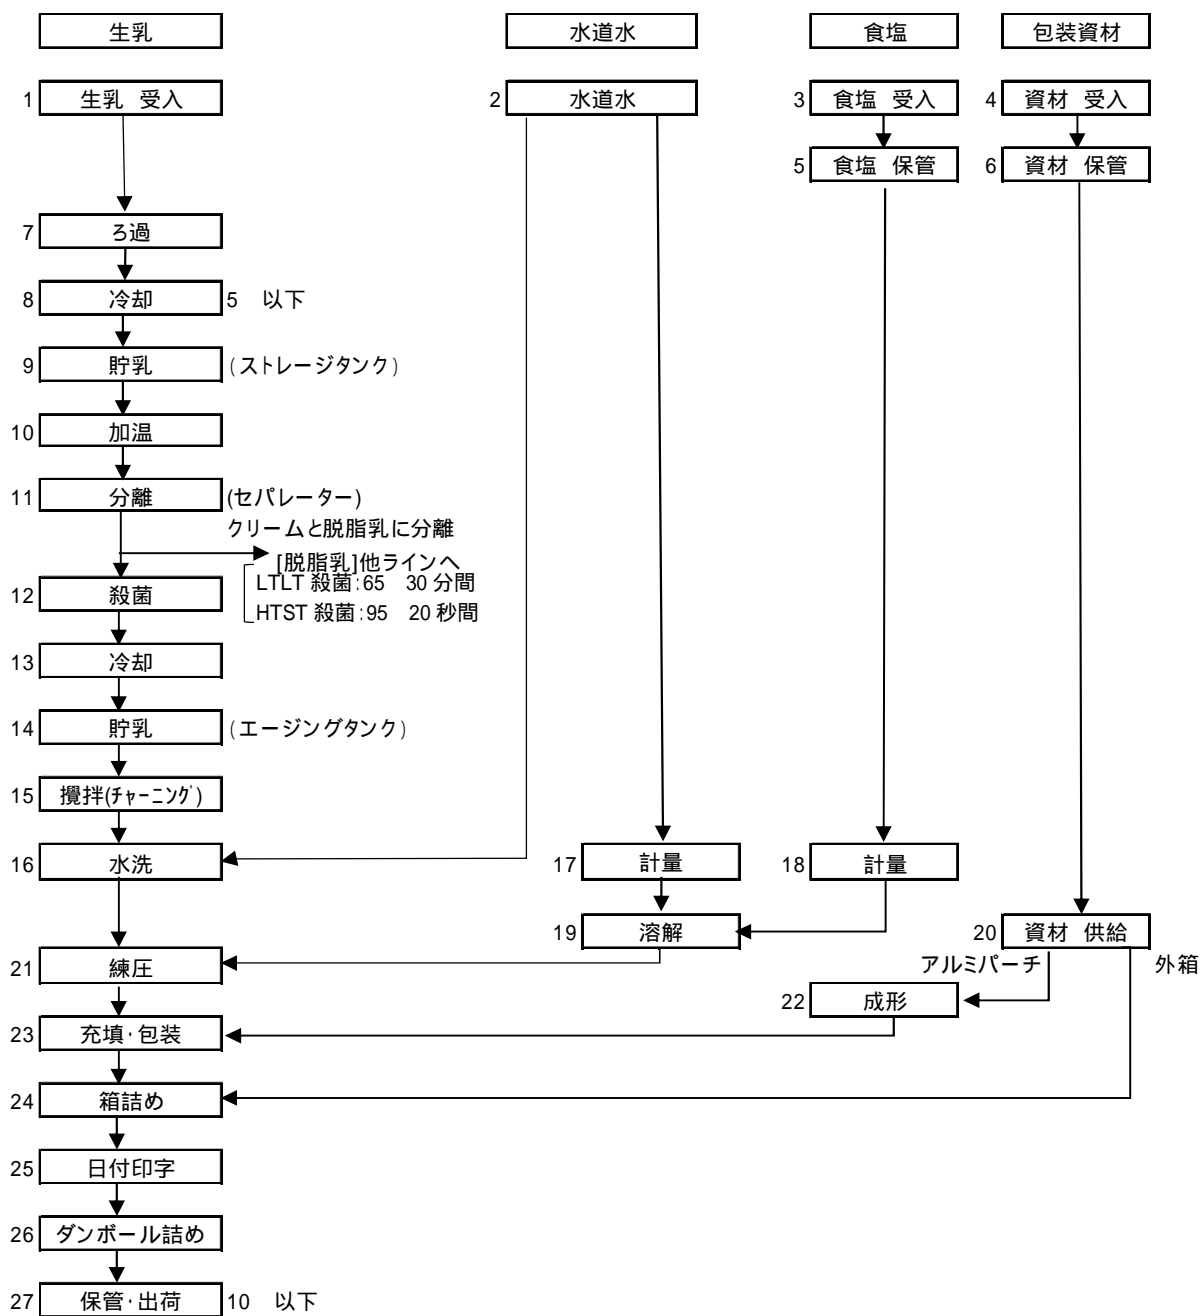 生乳 水道水 食塩 包装資材
1 生乳 受入 2 水道水 3 食塩 受入 4 資材 受入
5 食塩 保管 6 資材 保管
7 ろ過
8 冷却 5 以下
9 貯乳 (ストレージタンク)
10 加温
11 分離 (セパレーター)
クリームと脱脂乳に分離
[脱脂乳]他ラインへ
LTLT 殺菌:65 30 分間
12 殺菌
HTST 殺菌:95 20 秒間
13 冷却
14 貯乳 (エージングタンク)
15 攪拌(ﾁｬｰﾆﾝｸﾞ)
16 水洗 17 計量 18 計量
19 溶解 20 資材 供給
21 練圧 アルミパーチ 外箱
22 成形
23 充填·包装
24 箱詰め
25 日付印字
26 ダンボール詰め
27 保管·出荷 10 以下